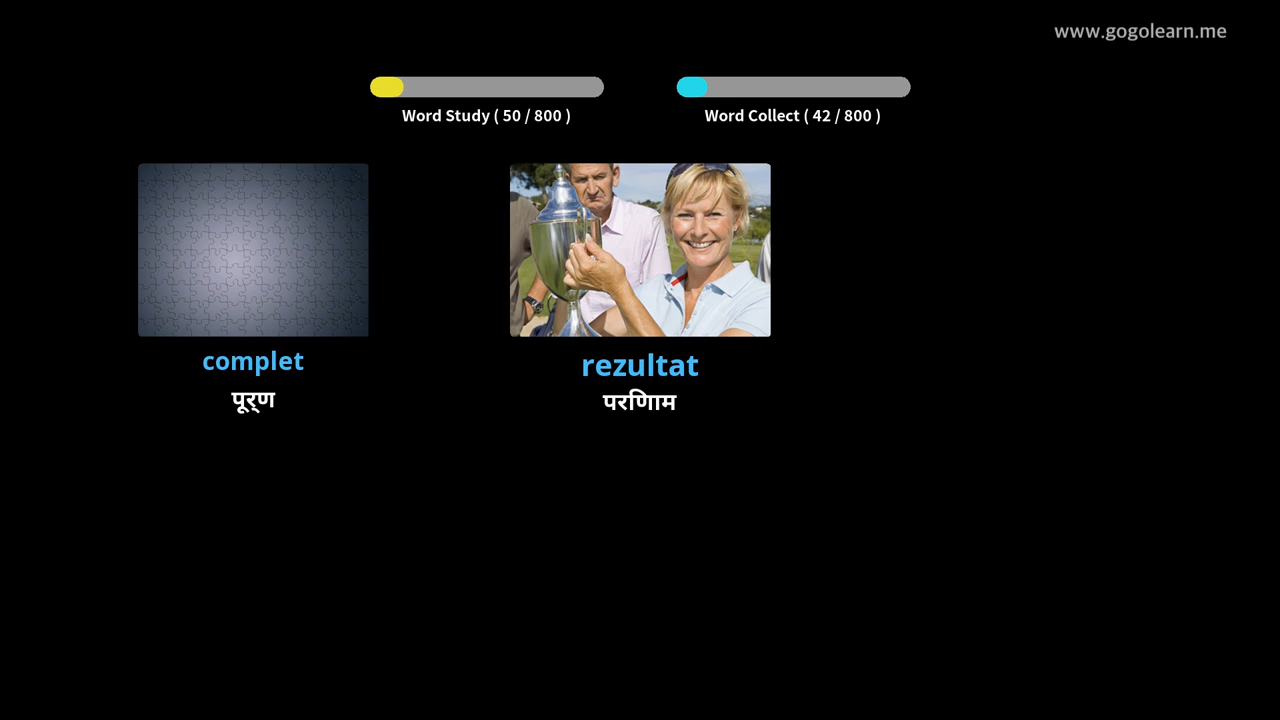 www.gogolearn.me
Word Study ( 50 / 800 )
Word Collect ( 42 / 800 )
complet
पूर्ण
rezultat
परिणाम